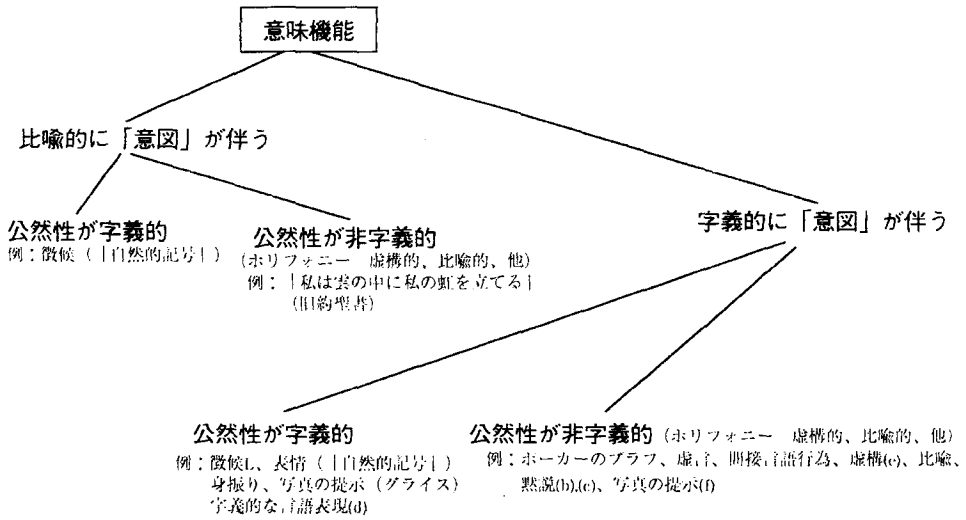 意味機能
比喩的に「意図」が伴う
公然性が字義的
例：徴候（「自然的記号」）
公然性が非字義的
（ポリフォニー　虚構的、比喩的、他）
例：「私は雲の中に私の虹を立てる」
（旧約聖書）
字義的に「意図」が伴う
公然性が字義的
例：徴候L、表情（「自然的記号」）
身振り、写真の提示（グライス）
字義的な言語表現(d)
公然性が非字義的（ポリフォニー　虚構的、比喩的、他）
例：ポーカーのブラフ、虚言、間接言語行為、虚構(e)、比喩、
黙説(b),(c)、写真の提示(f)